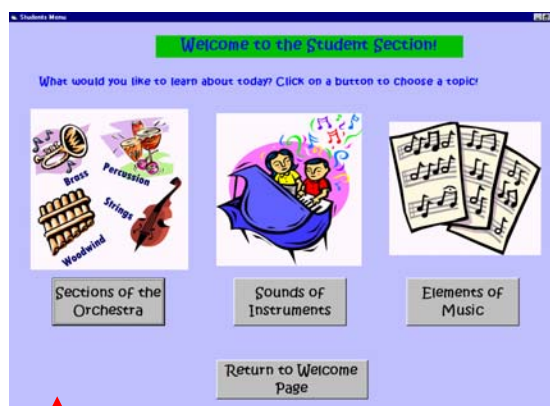 Students Menu
Welcome to the Student Section!
What would you like to learn about today? Click on a button to choose a topic!
Brass
Percussion
Strings
Woodwind
Sections of the
Orchestra
Sounds of
Instruments
Elements of
Music
Return to Welcome
Page